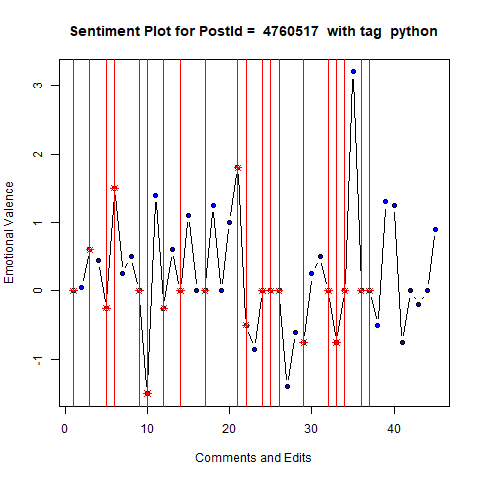 Sentiment Plot for PostId =  4760517  with tag  python
Emotional Valence
3
2
1
0
-1
0 10 20 30 40
Comments and Edits